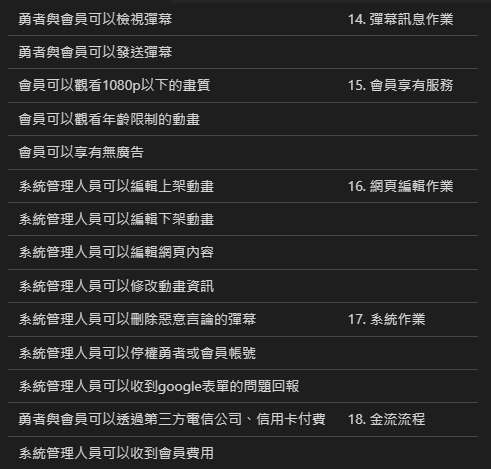 勇者與會員可以檢視彈幕 14. 彈幕訊息作業
勇者與會員可以發送彈幕
會員可以觀看1080p以下的畫質 15. 會員享有服務
會員可以觀看年齡限制的動畫
會員可以享有無廣告
系統管理人員可以編輯上架動畫 16. 網頁編輯作業
系統管理人員可以編輯下架動畫
系統管理人員可以編輯網頁內容
系統管理人員可以修改動畫資訊
系統管理人員可以刪除惡意言論的彈幕 17. 系統作業
系統管理人員可以停權勇者或會員帳號
系統管理人員可以收到google表單的問題回報
勇者與會員可以透過第三方電信公司、信用卡付費 18. 金流流程
系統管理人員可以收到會員費用